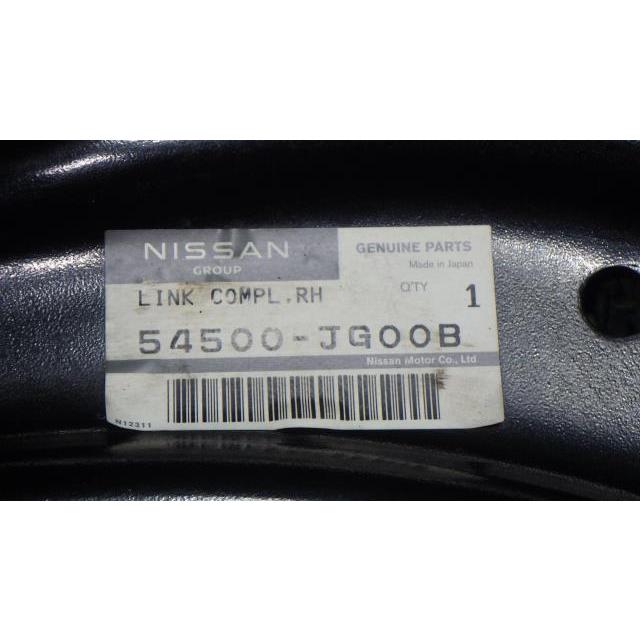 NISSAN GENUINE PARTS
GROUP Made in Japan
LINK COMPL.RH Q'TY 1
54500-JG00B
Nissan Motor Co., Ltd
N12311